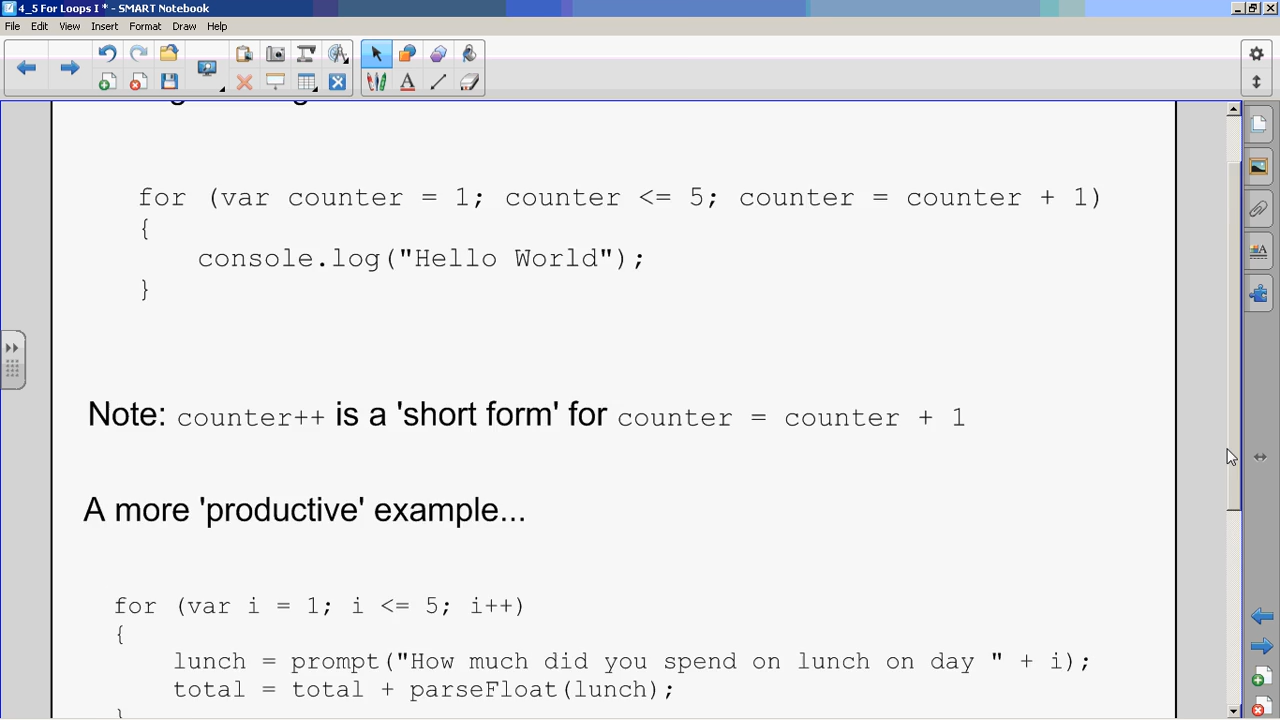 4_5 For Loops I * - SMART Notebook
File Edit View Insert Format Draw Help
for (var counter = 1; counter <= 5; counter = counter + 1)
{
console.log("Hello World");
}
Note: counter++ is a 'short form' for counter = counter + 1
A more 'productive' example...
for (var i = 1; i <= 5; i++)
{
lunch = prompt("How much did you spend on lunch on day " + i);
total = total + parseFloat(lunch);
}